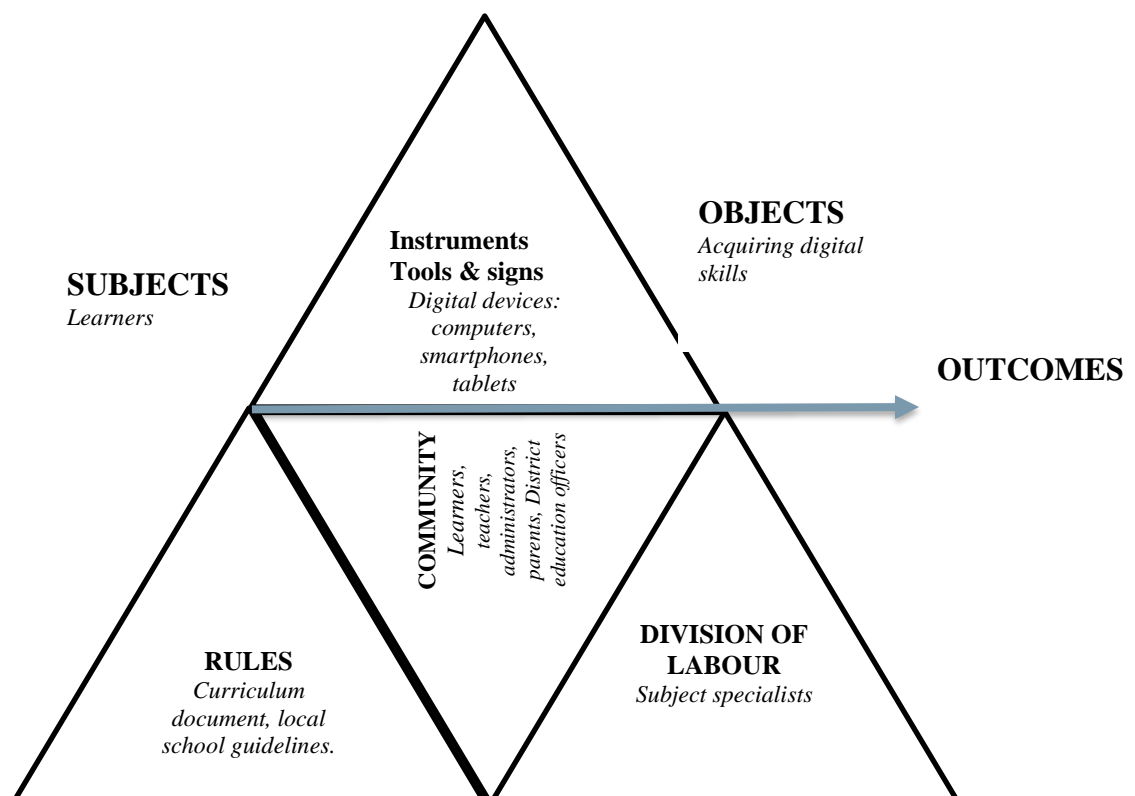 SUBJECTS
Learners
Instruments
Tools & signs
Digital devices:
computers,
smartphones,
tablets
OBJECTS
Acquiring digital
skills
OUTCOMES
COMMUNITY
Learners,
teachers,
administrators,
parents, District
education officers
RULES
Curriculum
document, local
school guidelines.
DIVISION OF
LABOUR
Subject specialists